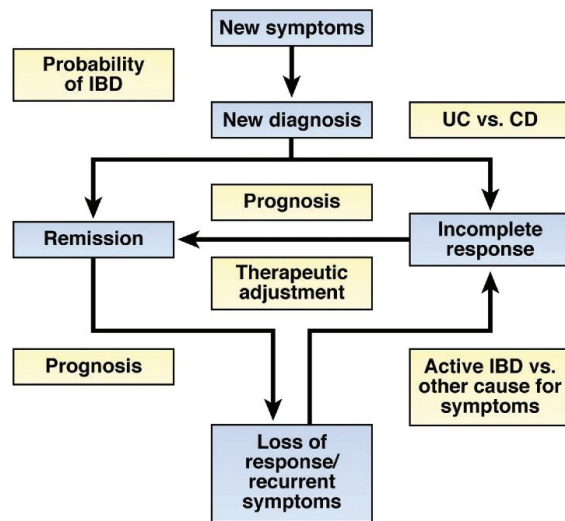 New symptoms
Probability
of IBD
New diagnosis
UC vs. CD
Prognosis
Remission
Incomplete
response
Therapeutic
adjustment
Prognosis
Active IBD vs.
other cause for
symptoms
Loss of
response/
recurrent
symptoms